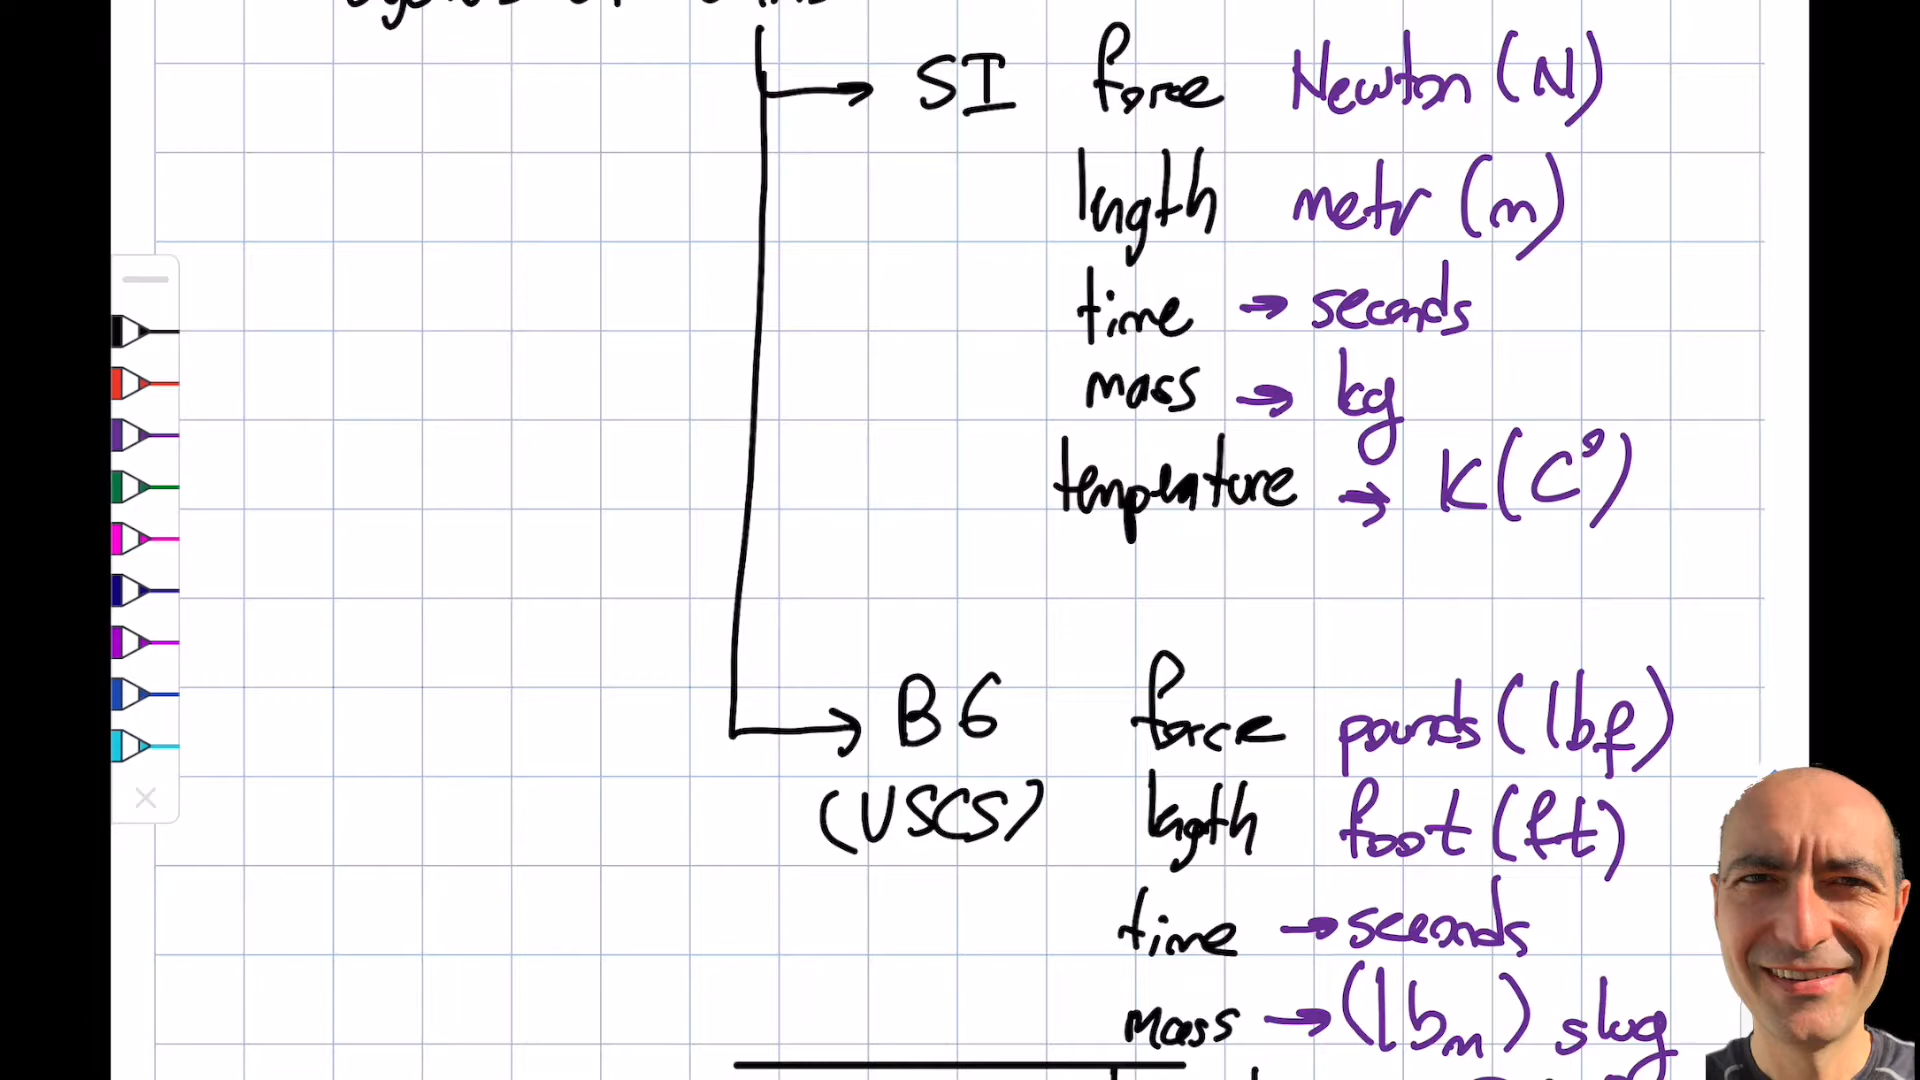 SI force Newton (N)
length metr (m)
time → seconds
mass → kg
temperature → K (C°)
BG force pounds (lbf)
(USCS) length foot (ft)
time → seconds
mass → (lbm) slug